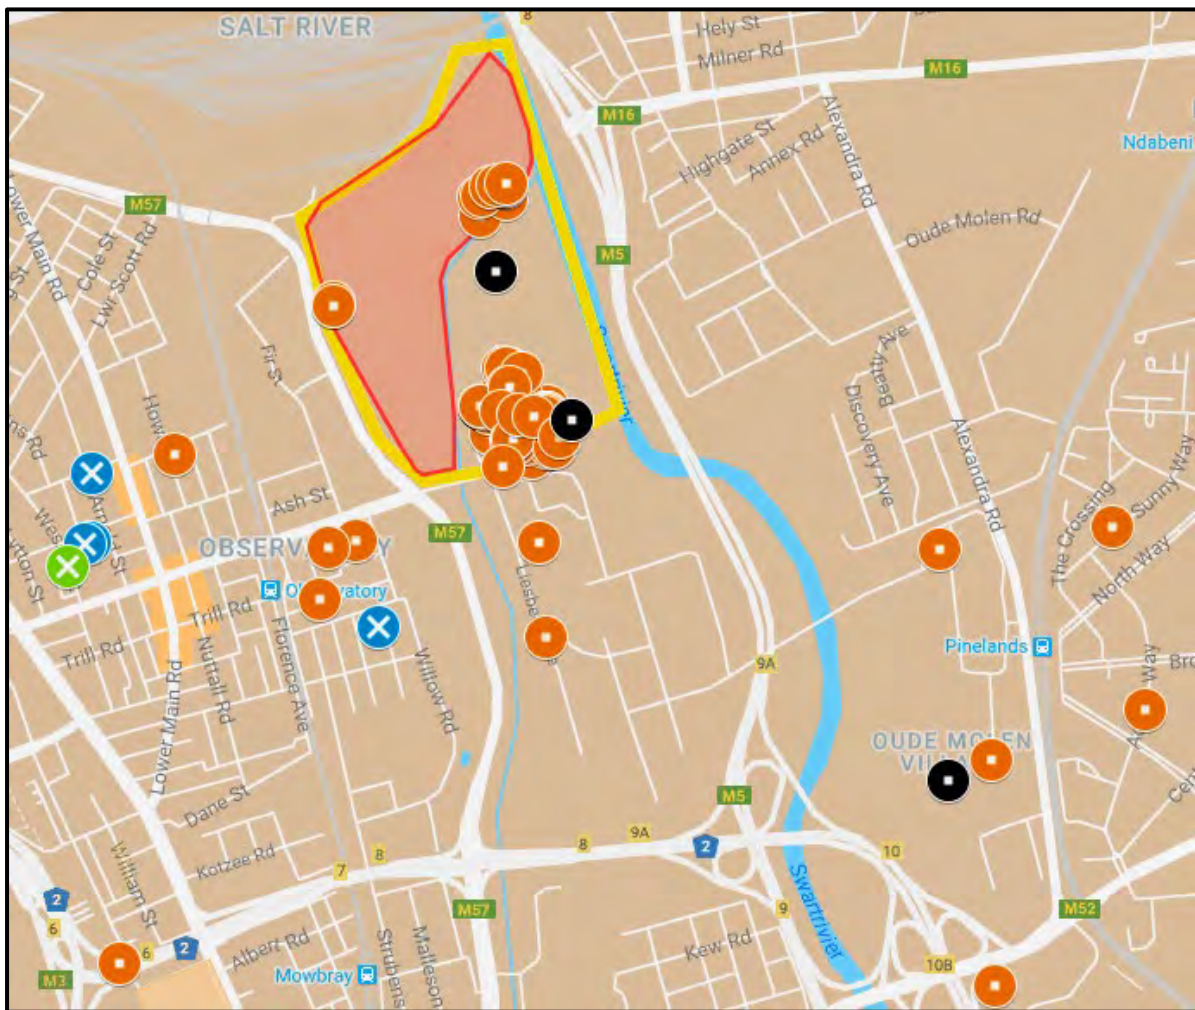 8
SALT RIVER
Hely St
Milner Rd
M16
M16
Alexandra Rd
Highgate St
Annex Rd
Ndabeni
M57
Lower Main Rd
Cole St
Lwr Scott Rd
Oude Molen Rd
M5
Swartrivier
Fir St
Beatty Ave
Discovery Ave
Alexandra Rd
The Crossing
Sunny Way
North Way
Ash St
M57
OBSERVATORY
Observatory
Trill Rd
Trill Rd
Nuttall Rd
Florence Ave
Willow Rd
Lower Main Rd
9A
Pinelands
OUDE MOLEN
Dane St
Kotzee Rd
William St
M5
7
8
8
9A
2
10
Swartrivier
2
6
6
2
M3
Albert Rd
Mowbray
M57
Strubens
Malleson
Kew Rd
9
10B
M52